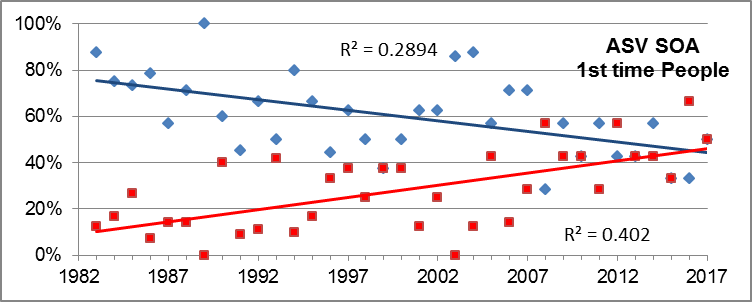 100%
80%
60%
40%
20%
0%
R² = 0.2894
ASV SOA
1st time People
R² = 0.402
1982 1987 1992 1997 2002 2007 2012 2017